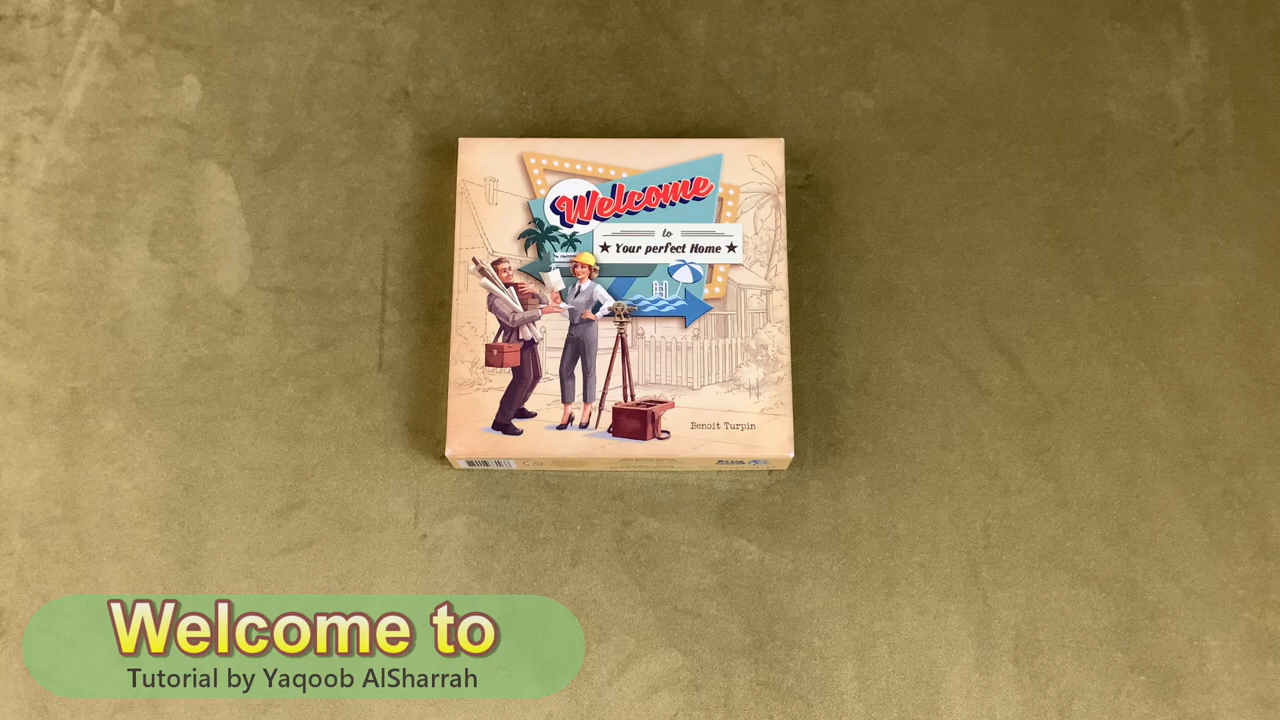 Welcome
to
Your perfect Home
Benoit Turpin
Welcome to
Tutorial by Yaqoob AlSharrah